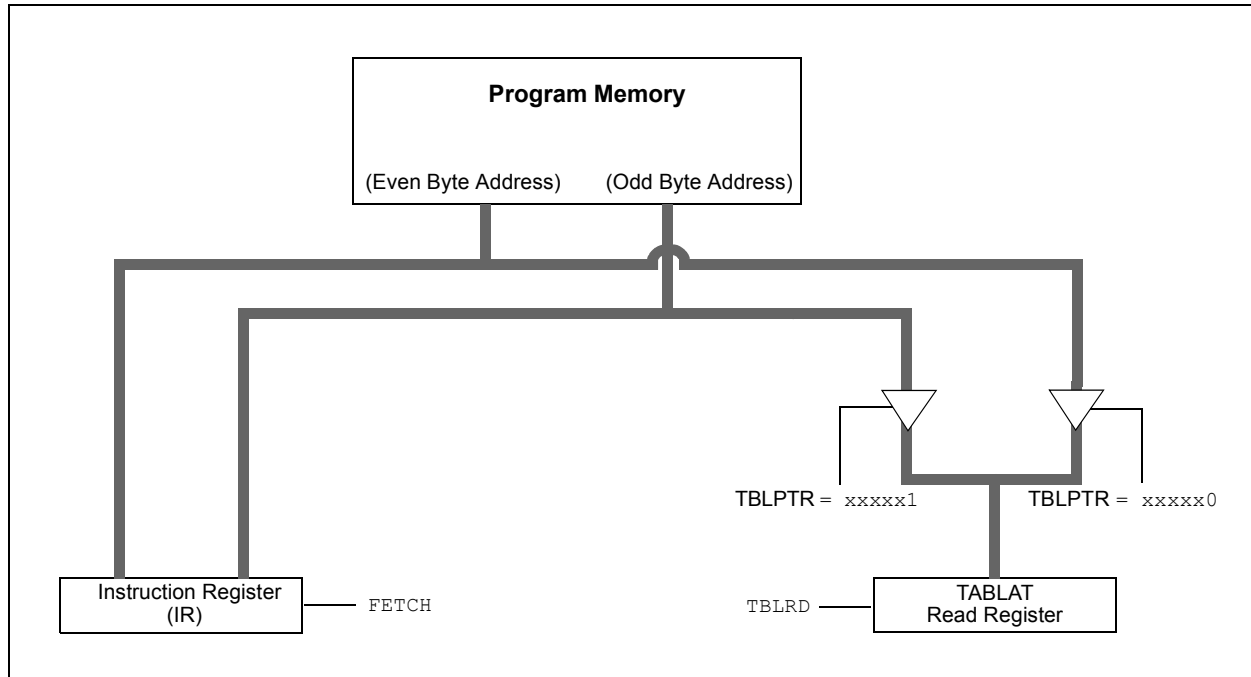 Program Memory
(Even Byte Address)
(Odd Byte Address)
TBLPTR = xxxxx1
TBLPTR = xxxxx0
Instruction Register
(IR)
FETCH
TBLRD
TABLAT
Read Register